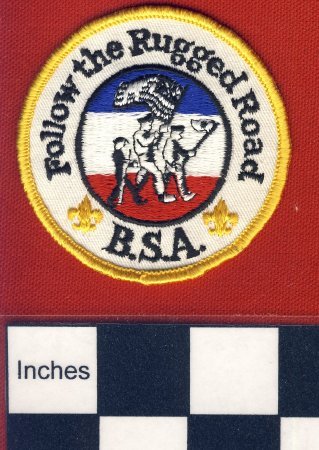 Follow the Rugged Road
B.S.A.
Inches